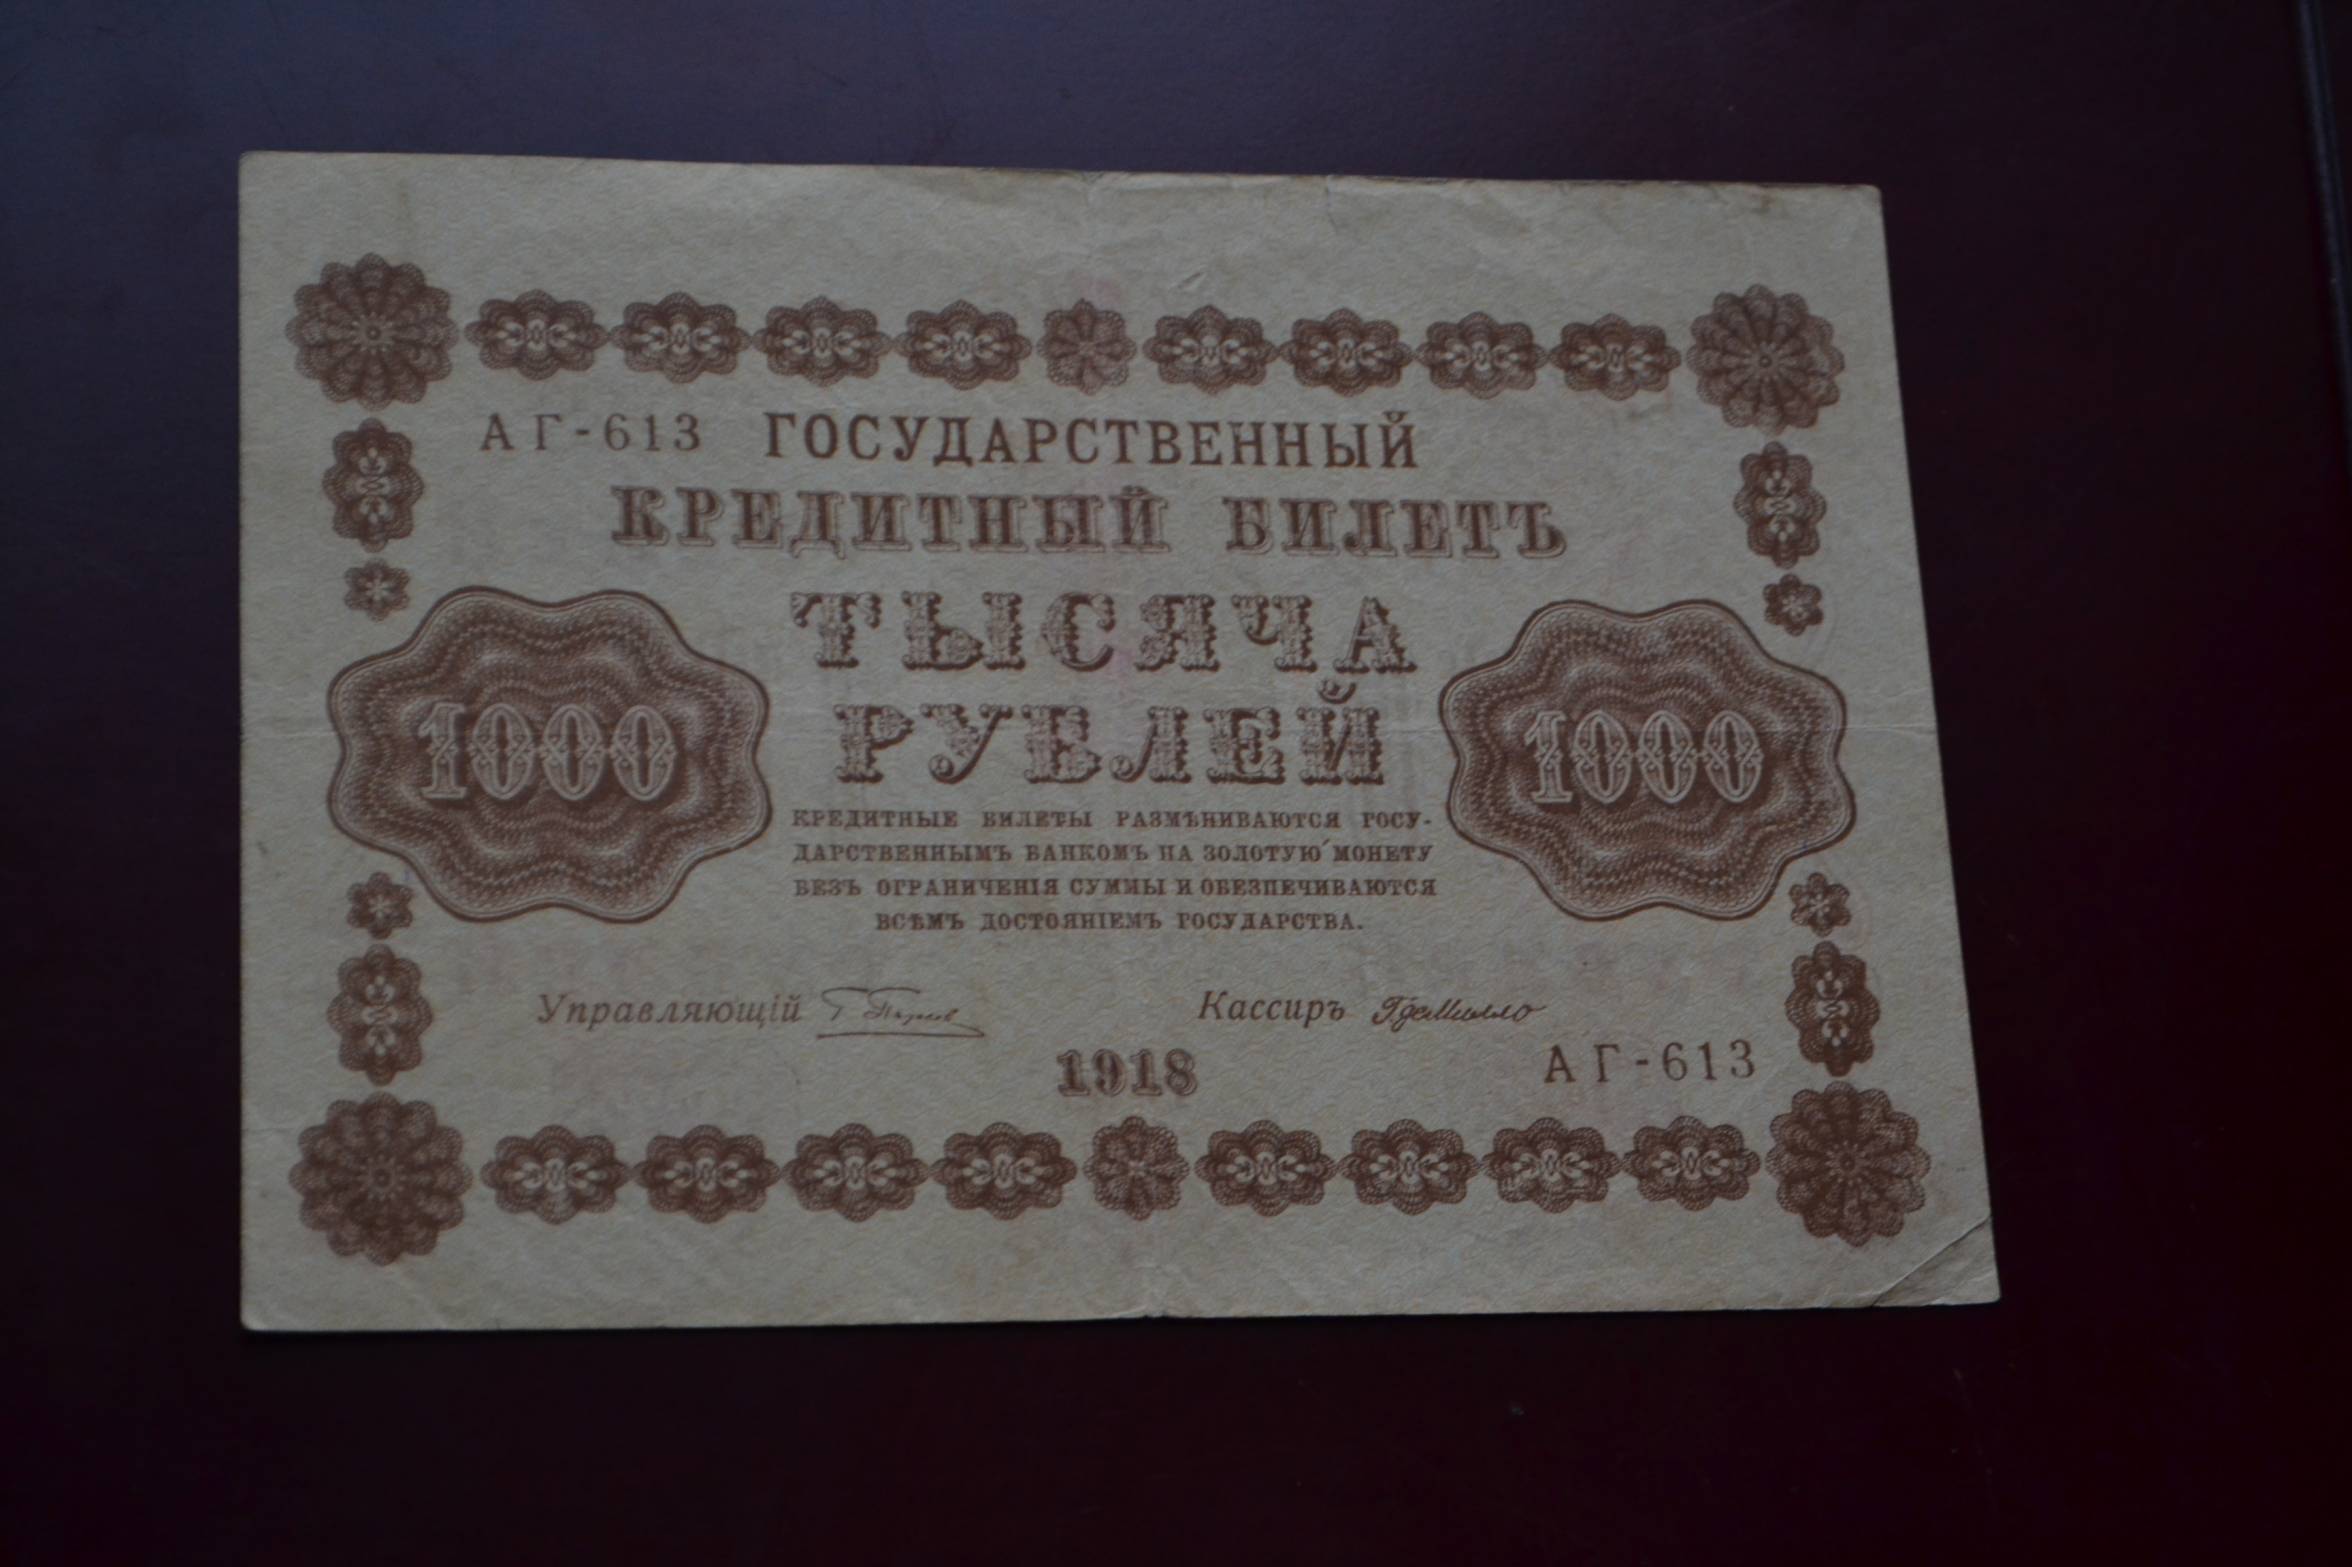 АГ-613 ГОСУДАРСТВЕННЫЙ
КРЕДИТНЫЙ БИЛЕТЪ
ТЫСЯЧА
РУБЛЕЙ
1000
1000
КРЕДИТНЫЕ БИЛЕТЫ РАЗМѢНИВАЮТСЯ ГОСУ-
ДАРСТВЕННЫМЪ БАНКОМЪ НА ЗОЛОТУЮ МОНЕТУ
БЕЗЪ ОГРАНИЧЕНІЯ СУММЫ И ОБЕЗПЕЧИВАЮТСЯ
ВСѢМЪ ДОСТОЯНІЕМЪ ГОСУДАРСТВА.
Управляющій Кассиръ
1918
АГ-613